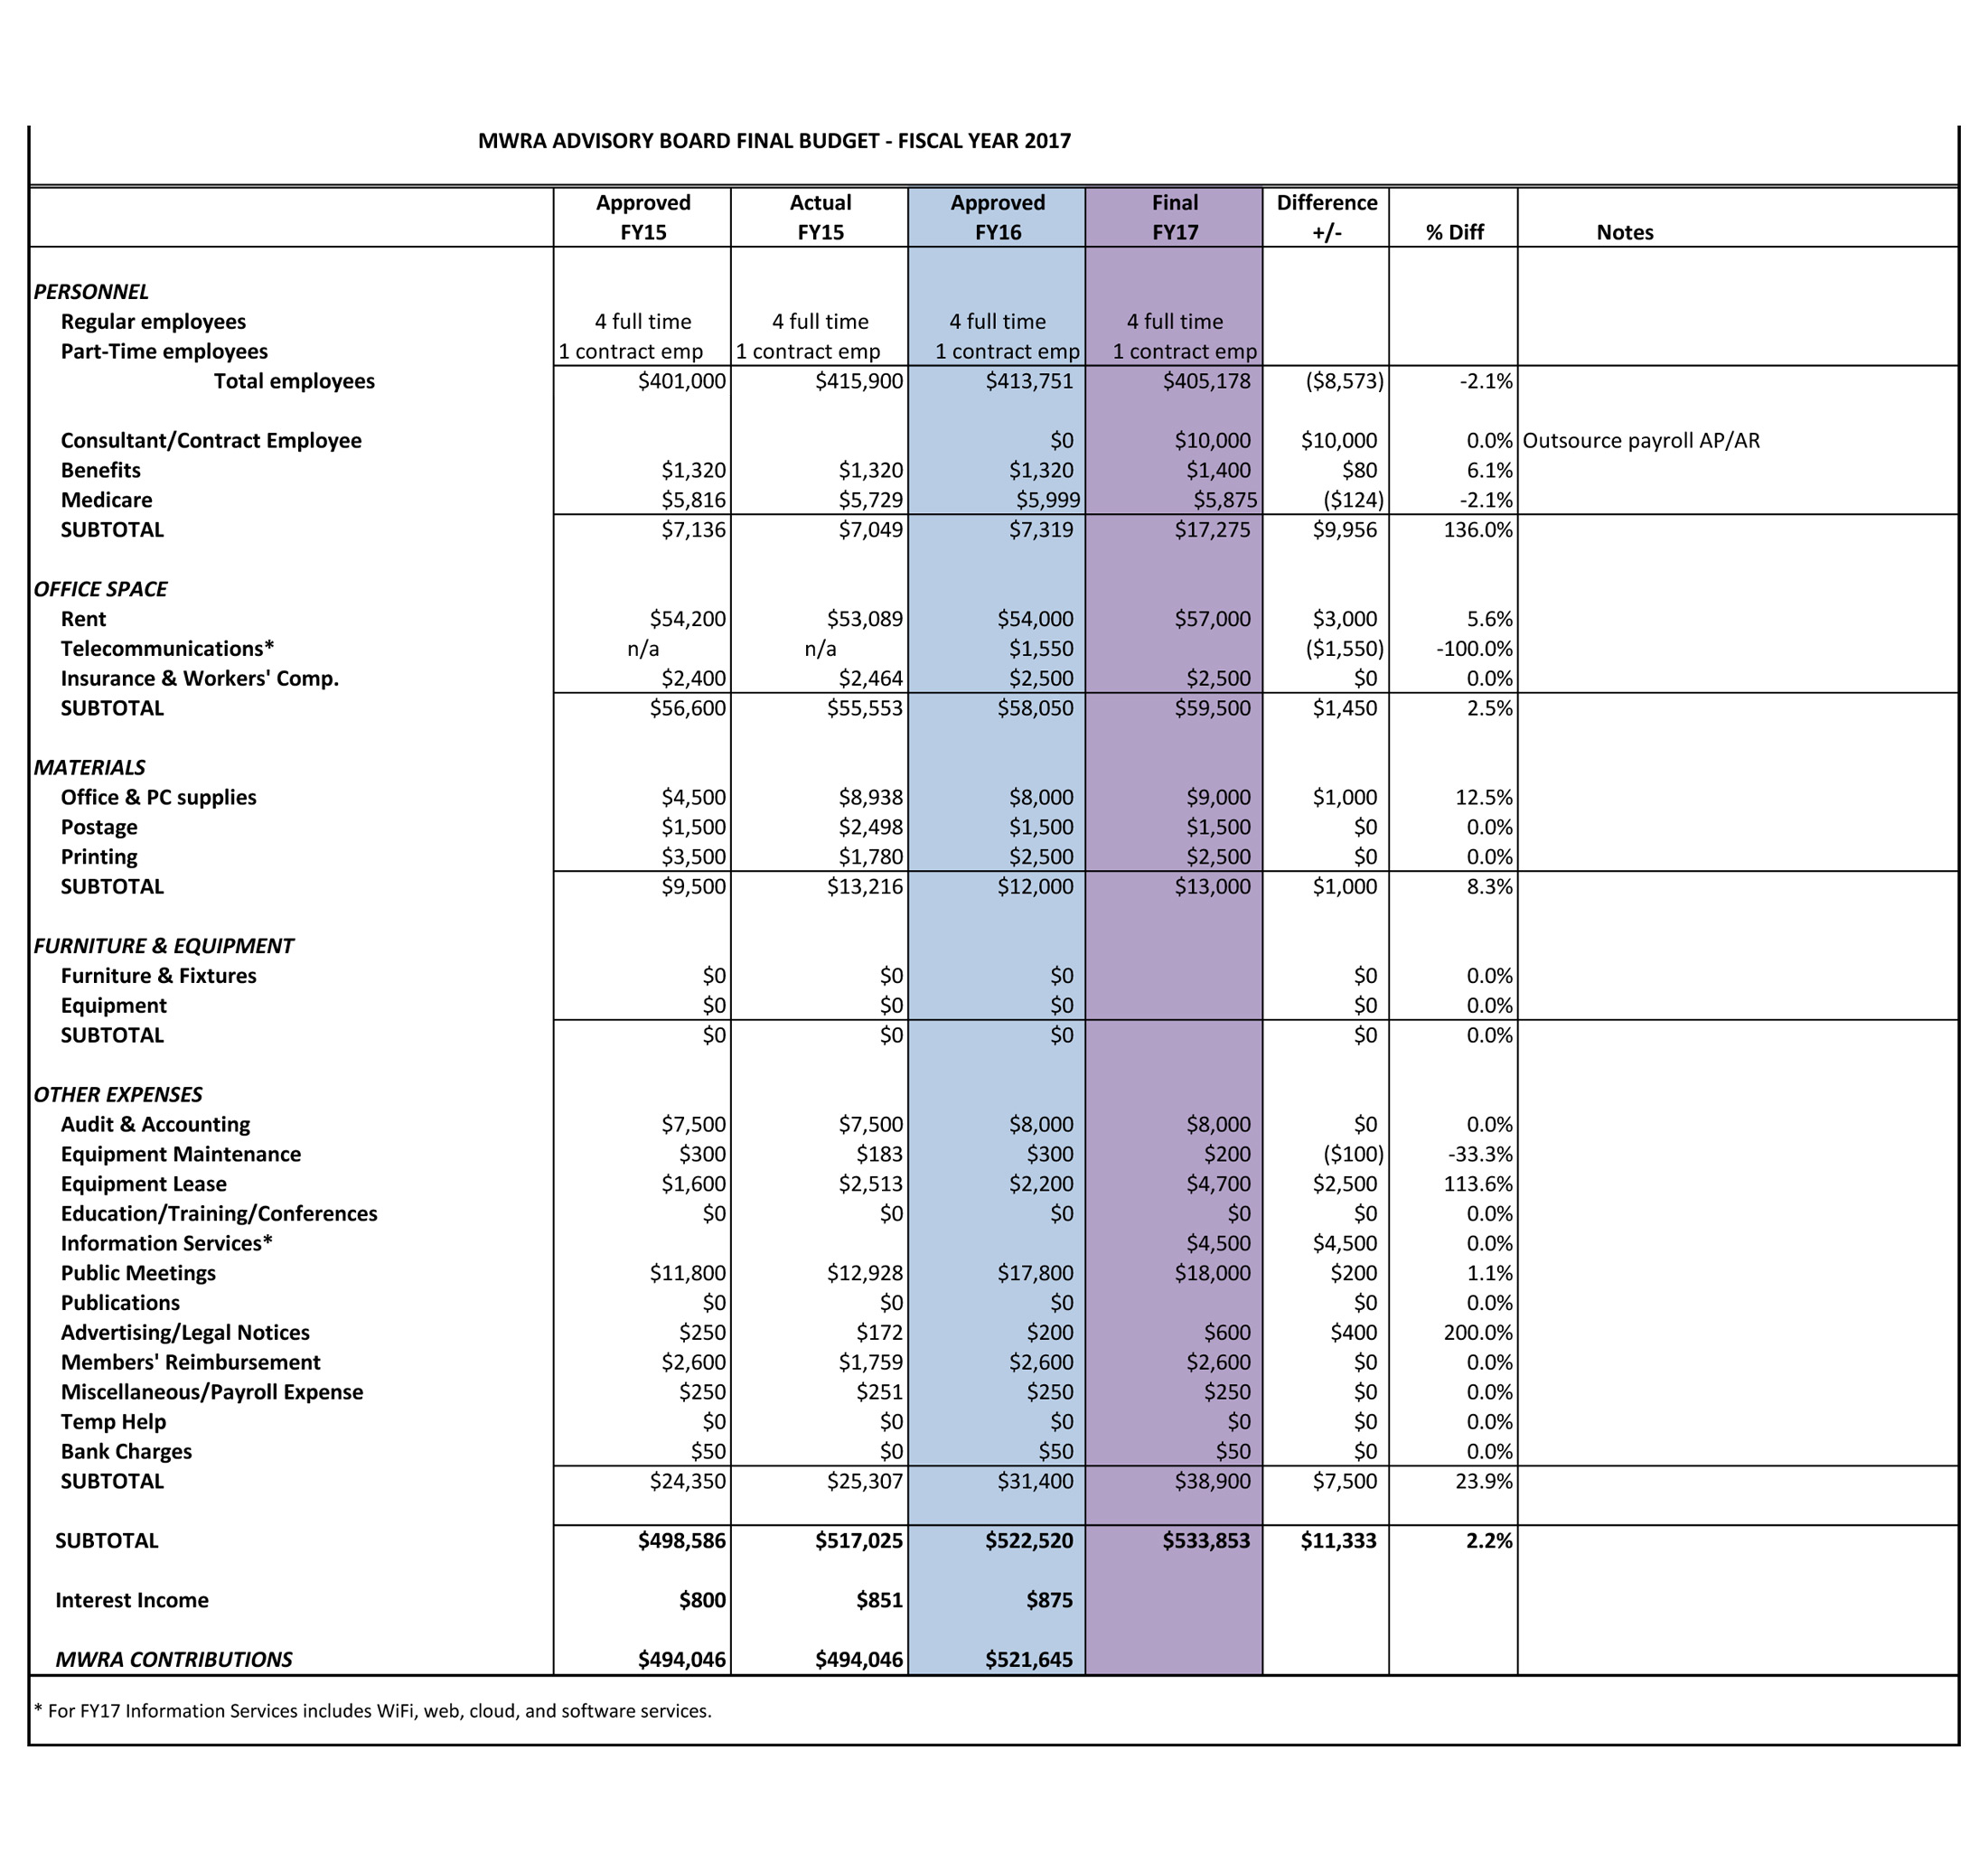 MWRA ADVISORY BOARD FINAL BUDGET - FISCAL YEAR 2017
Approved Actual Approved Final Difference
FY15 FY15 FY16 FY17 +/- % Diff Notes
PERSONNEL
Regular employees 4 full time 4 full time 4 full time 4 full time
Part-Time employees 1 contract emp 1 contract emp 1 contract emp 1 contract emp
Total employees $401,000 $415,900 $413,751 $405,178 ($8,573) -2.1%
Consultant/Contract Employee $0 $10,000 $10,000 0.0% Outsource payroll AP/AR
Benefits $1,320 $1,320 $1,320 $1,400 $80 6.1%
Medicare $5,816 $5,729 $5,999 $5,875 ($124) -2.1%
SUBTOTAL $7,136 $7,049 $7,319 $17,275 $9,956 136.0%
OFFICE SPACE
Rent $54,200 $53,089 $54,000 $57,000 $3,000 5.6%
Telecommunications* n/a n/a $1,550 ($1,550) -100.0%
Insurance & Workers' Comp. $2,400 $2,464 $2,500 $2,500 $0 0.0%
SUBTOTAL $56,600 $55,553 $58,050 $59,500 $1,450 2.5%
MATERIALS
Office & PC supplies $4,500 $8,938 $8,000 $9,000 $1,000 12.5%
Postage $1,500 $2,498 $1,500 $1,500 $0 0.0%
Printing $3,500 $1,780 $2,500 $2,500 $0 0.0%
SUBTOTAL $9,500 $13,216 $12,000 $13,000 $1,000 8.3%
FURNITURE & EQUIPMENT
Furniture & Fixtures $0 $0 $0 $0 0.0%
Equipment $0 $0 $0 $0 0.0%
SUBTOTAL $0 $0 $0 $0 0.0%
OTHER EXPENSES
Audit & Accounting $7,500 $7,500 $8,000 $8,000 $0 0.0%
Equipment Maintenance $300 $183 $300 $200 ($100) -33.3%
Equipment Lease $1,600 $2,513 $2,200 $4,700 $2,500 113.6%
Education/Training/Conferences $0 $0 $0 $0 $0 0.0%
Information Services* $4,500 $4,500 0.0%
Public Meetings $11,800 $12,928 $17,800 $18,000 $200 1.1%
Publications $0 $0 $0 $0 0.0%
Advertising/Legal Notices $250 $172 $200 $600 $400 200.0%
Members' Reimbursement $2,600 $1,759 $2,600 $2,600 $0 0.0%
Miscellaneous/Payroll Expense $250 $251 $250 $250 $0 0.0%
Temp Help $0 $0 $0 $0 $0 0.0%
Bank Charges $50 $0 $50 $50 $0 0.0%
SUBTOTAL $24,350 $25,307 $31,400 $38,900 $7,500 23.9%
SUBTOTAL $498,586 $517,025 $522,520 $533,853 $11,333 2.2%
Interest Income $800 $851 $875
MWRA CONTRIBUTIONS $494,046 $494,046 $521,645
* For FY17 Information Services includes WiFi, web, cloud, and software services.